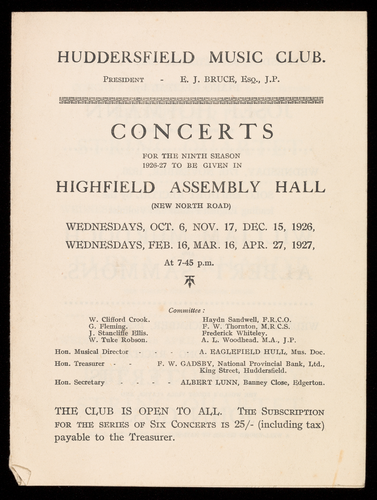 HUDDERSFIELD MUSIC CLUB.
PRESIDENT - E. J. BRUCE, ESQ., J.P.
CONCERTS
FOR THE NINTH SEASON
1926-27 TO BE GIVEN IN
HIGHFIELD ASSEMBLY HALL
(NEW NORTH ROAD)
WEDNESDAYS, OCT. 6, NOV. 17, DEC. 15, 1926,
WEDNESDAYS, FEB. 16, MAR. 16, APR. 27, 1927,
At 7-45 p.m.
Committee:
W. Clifford Crook. Haydn Sandwell, F.R.C.O.
G. Fleming. F. W. Thornton, M.R.C.S.
J. Stancliffe Ellis. Frederick Whiteley.
W. Tuke Robson. A. L. Woodhead. M.A., J.P.
Hon. Musical Director - - - - A. EAGLEFIELD HULL, Mus. Doc.
Hon. Treasurer - - F. W. GADSBY, National Provincial Bank, Ltd.,
King Street, Huddersfield.
Hon. Secretary - - - - ALBERT LUNN, Banney Close, Edgerton.
THE CLUB IS OPEN TO ALL. THE SUBSCRIPTION
FOR THE SERIES OF SIX CONCERTS IS 25/- (including tax)
payable to the Treasurer.